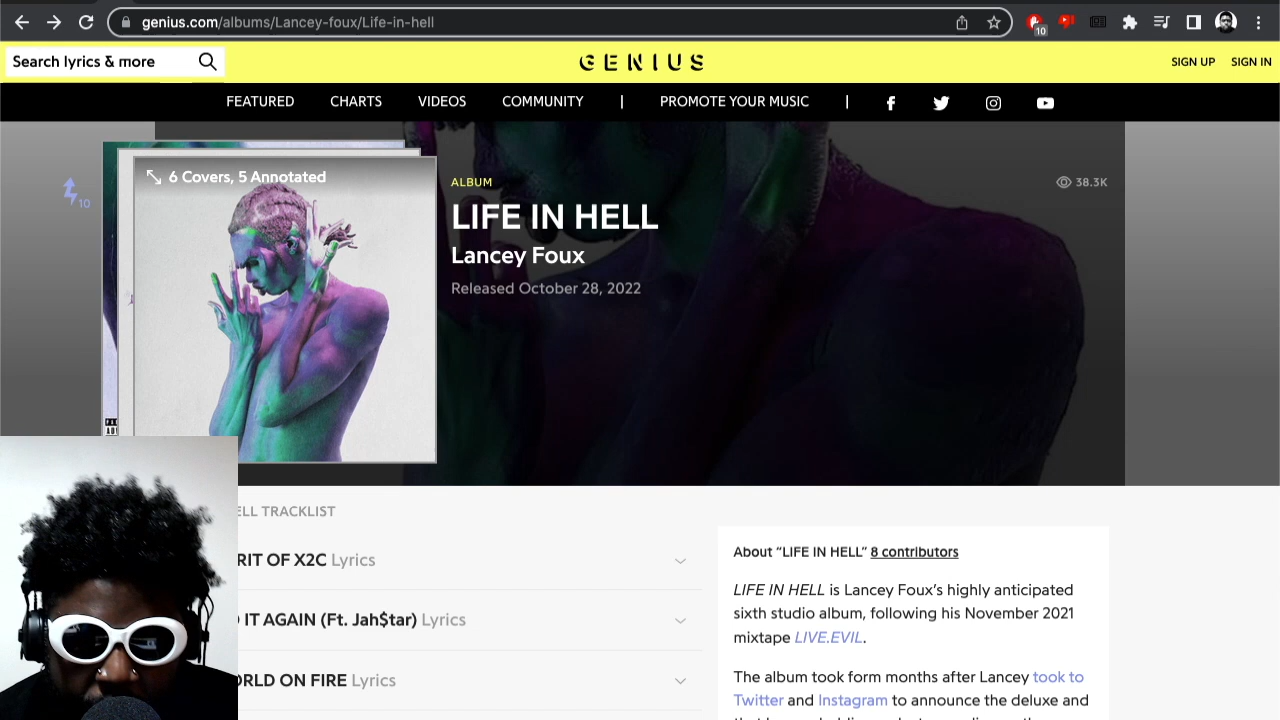 genius.com/albums/Lancey-foux/Life-in-hell
10
Search lyrics & more
GENIUS
SIGN UP
SIGN IN
FEATURED
CHARTS
VIDEOS
COMMUNITY
|
PROMOTE YOUR MUSIC
|
6 Covers, 5 Annotated
10
ALBUM
38.3K
LIFE IN HELL
Lancey Foux
Released October 28, 2022
ELL TRACKLIST
RIT OF X2C Lyrics
IT AGAIN (Ft. Jah$tar) Lyrics
ORLD ON FIRE Lyrics
About “LIFE IN HELL” 8 contributors
LIFE IN HELL is Lancey Foux’s highly anticipated
sixth studio album, following his November 2021
mixtape LIVE.EVIL.
The album took form months after Lancey took to
Twitter and Instagram to announce the deluxe and